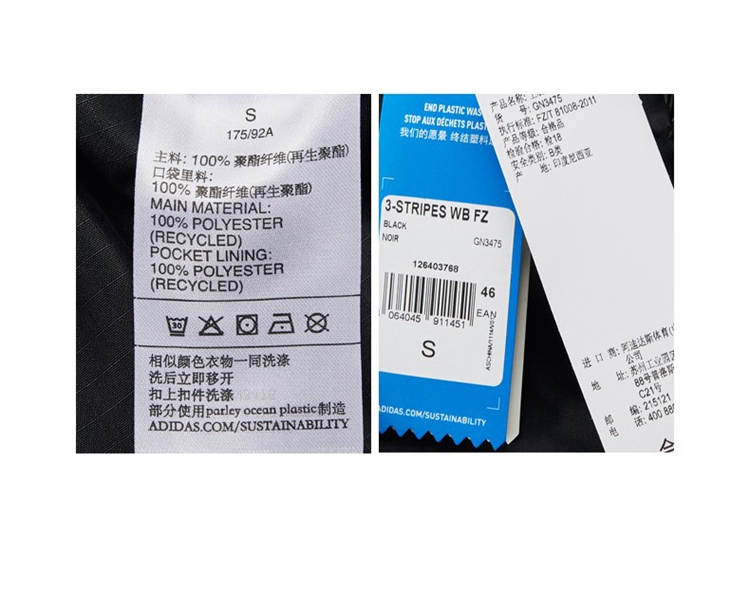 S
175/92A
主料: 100% 聚酯纤维(再生聚酯)
口袋里料:
100% 聚酯纤维(再生聚酯)
MAIN MATERIAL:
100% POLYESTER
(RECYCLED)
POCKET LINING:
100% POLYESTER
(RECYCLED)
30
相似颜色衣物一同洗涤
洗后立即移开
扣上扣件洗涤
部分使用parley ocean plastic制造
ADIDAS.COM/SUSTAINABILITY
END PLASTIC
STOP AUX DÉCHETS
我们的愿景 终结塑料
3-STRIPES WB FZ
BLACK
NOIR GN3475
126403768
46
EAN
064045 911451
S
ADIDAS.COM/SUSTAINABILITY
产品名称:
货 号: GN3475
执行标准: FZ/T 81008-2011
产品等级: 合格品
检验合格: 检18
安全类别: B类
产 地: 印度尼西亚
进 口 商: 阿迪达斯体育
公司
地 址: 苏州工业园
88号普洛斯
C21号
邮 编: 215121
电 话: 400